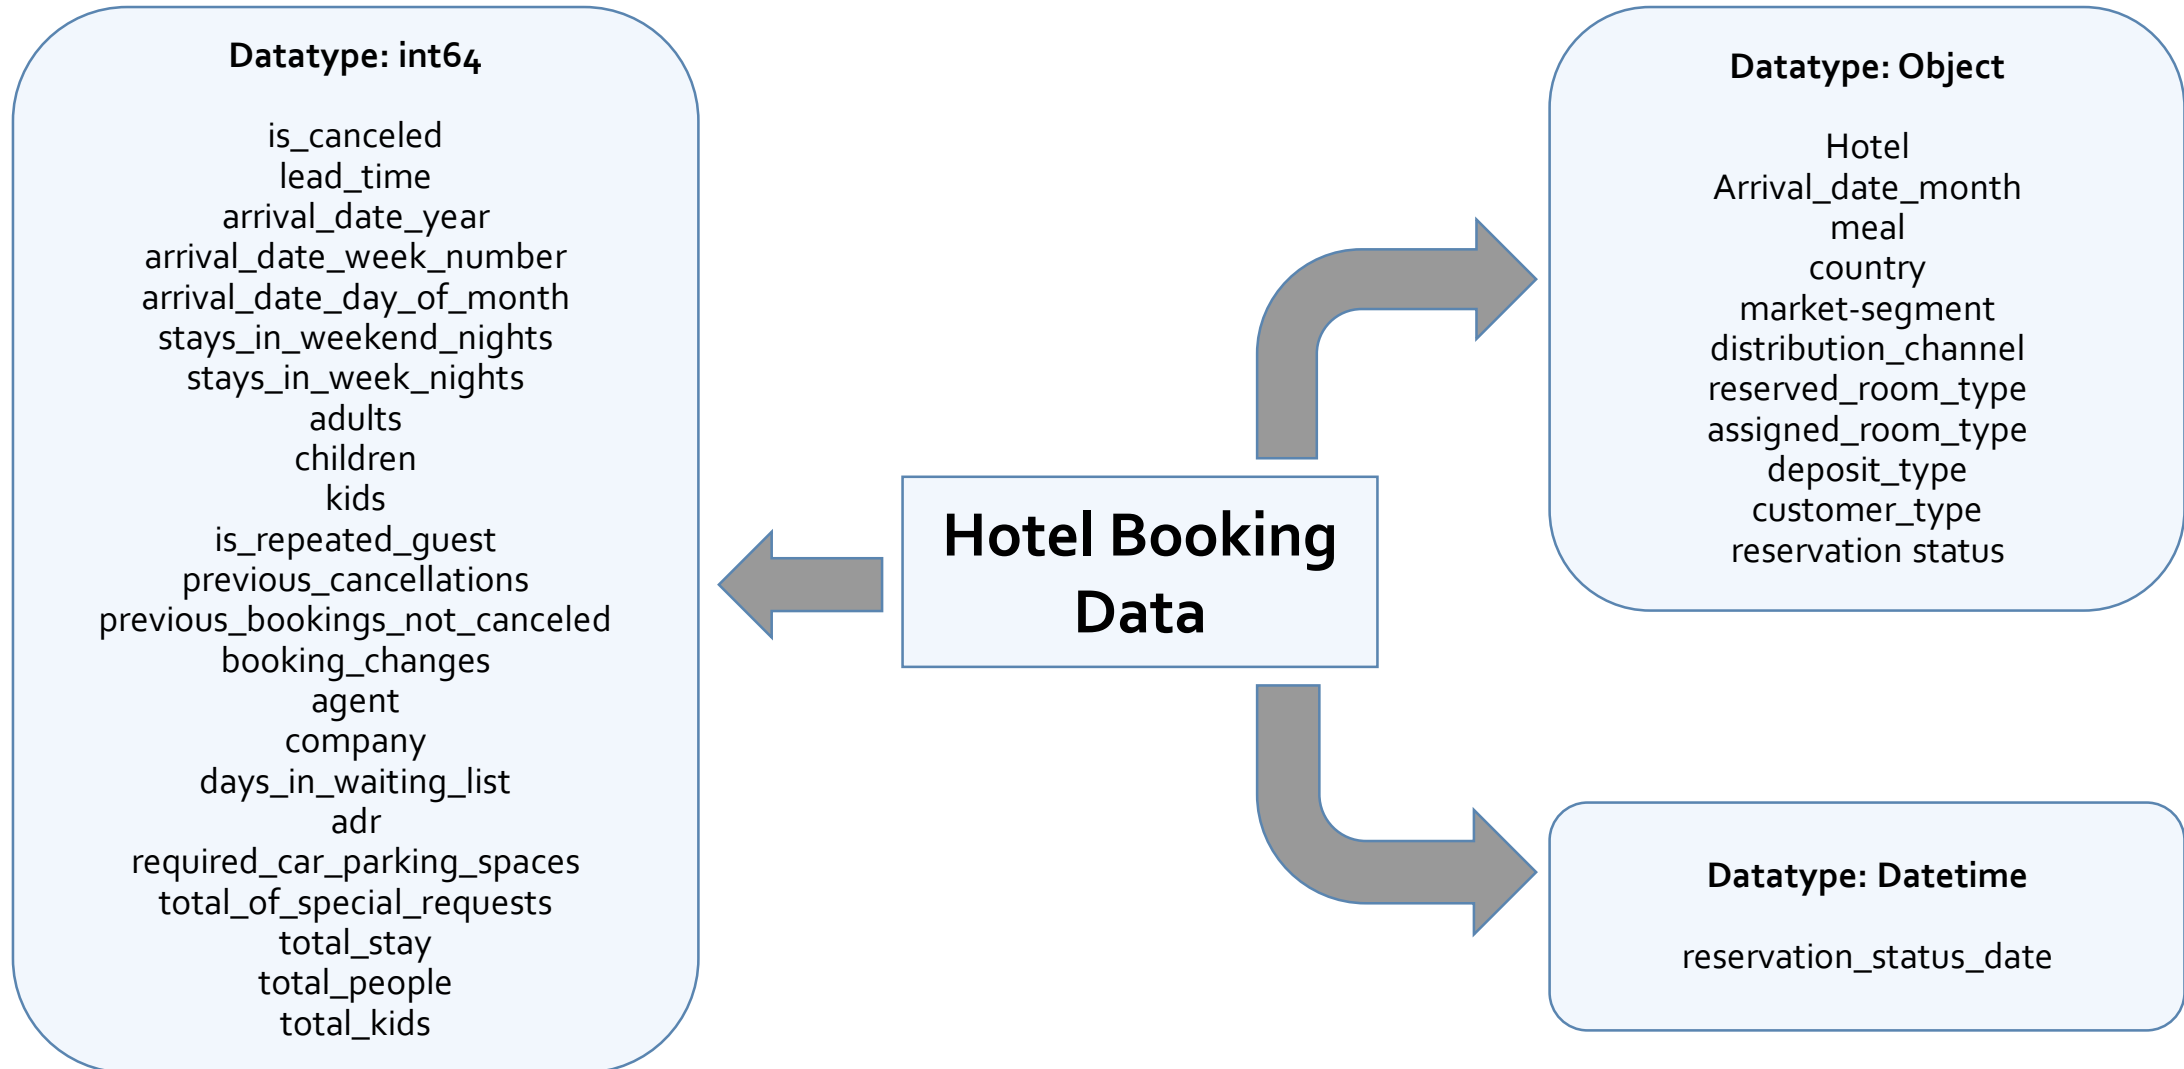 Datatype: int64
is_canceled
lead_time
arrival_date_year
arrival_date_week_number
arrival_date_day_of_month
stays_in_weekend_nights
stays_in_week_nights
adults
children
kids
is_repeated_guest
previous_cancellations
previous_bookings_not_canceled
booking_changes
agent
company
days_in_waiting_list
adr
required_car_parking_spaces
total_of_special_requests
total_stay
total_people
total_kids
Hotel Booking
Data
Datatype: Object
Hotel
Arrival_date_month
meal
country
market-segment
distribution_channel
reserved_room_type
assigned_room_type
deposit_type
customer_type
reservation status
Datatype: Datetime
reservation_status_date